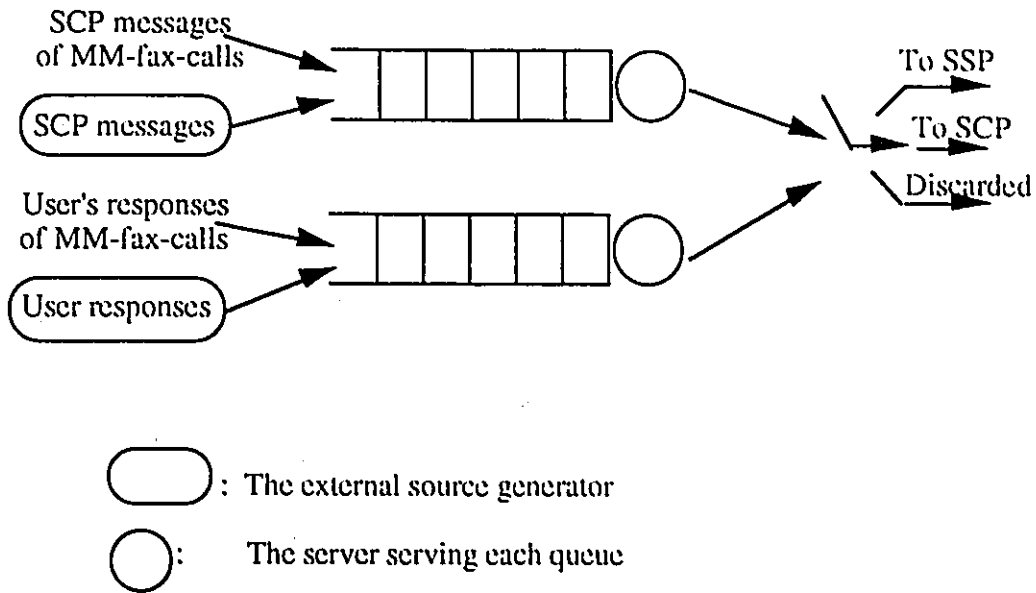 SCP messages
of MM-fax-calls
SCP messages
User's responses
of MM-fax-calls
User responses
To SSP
To SCP
Discarded
: The external source generator
: The server serving each queue